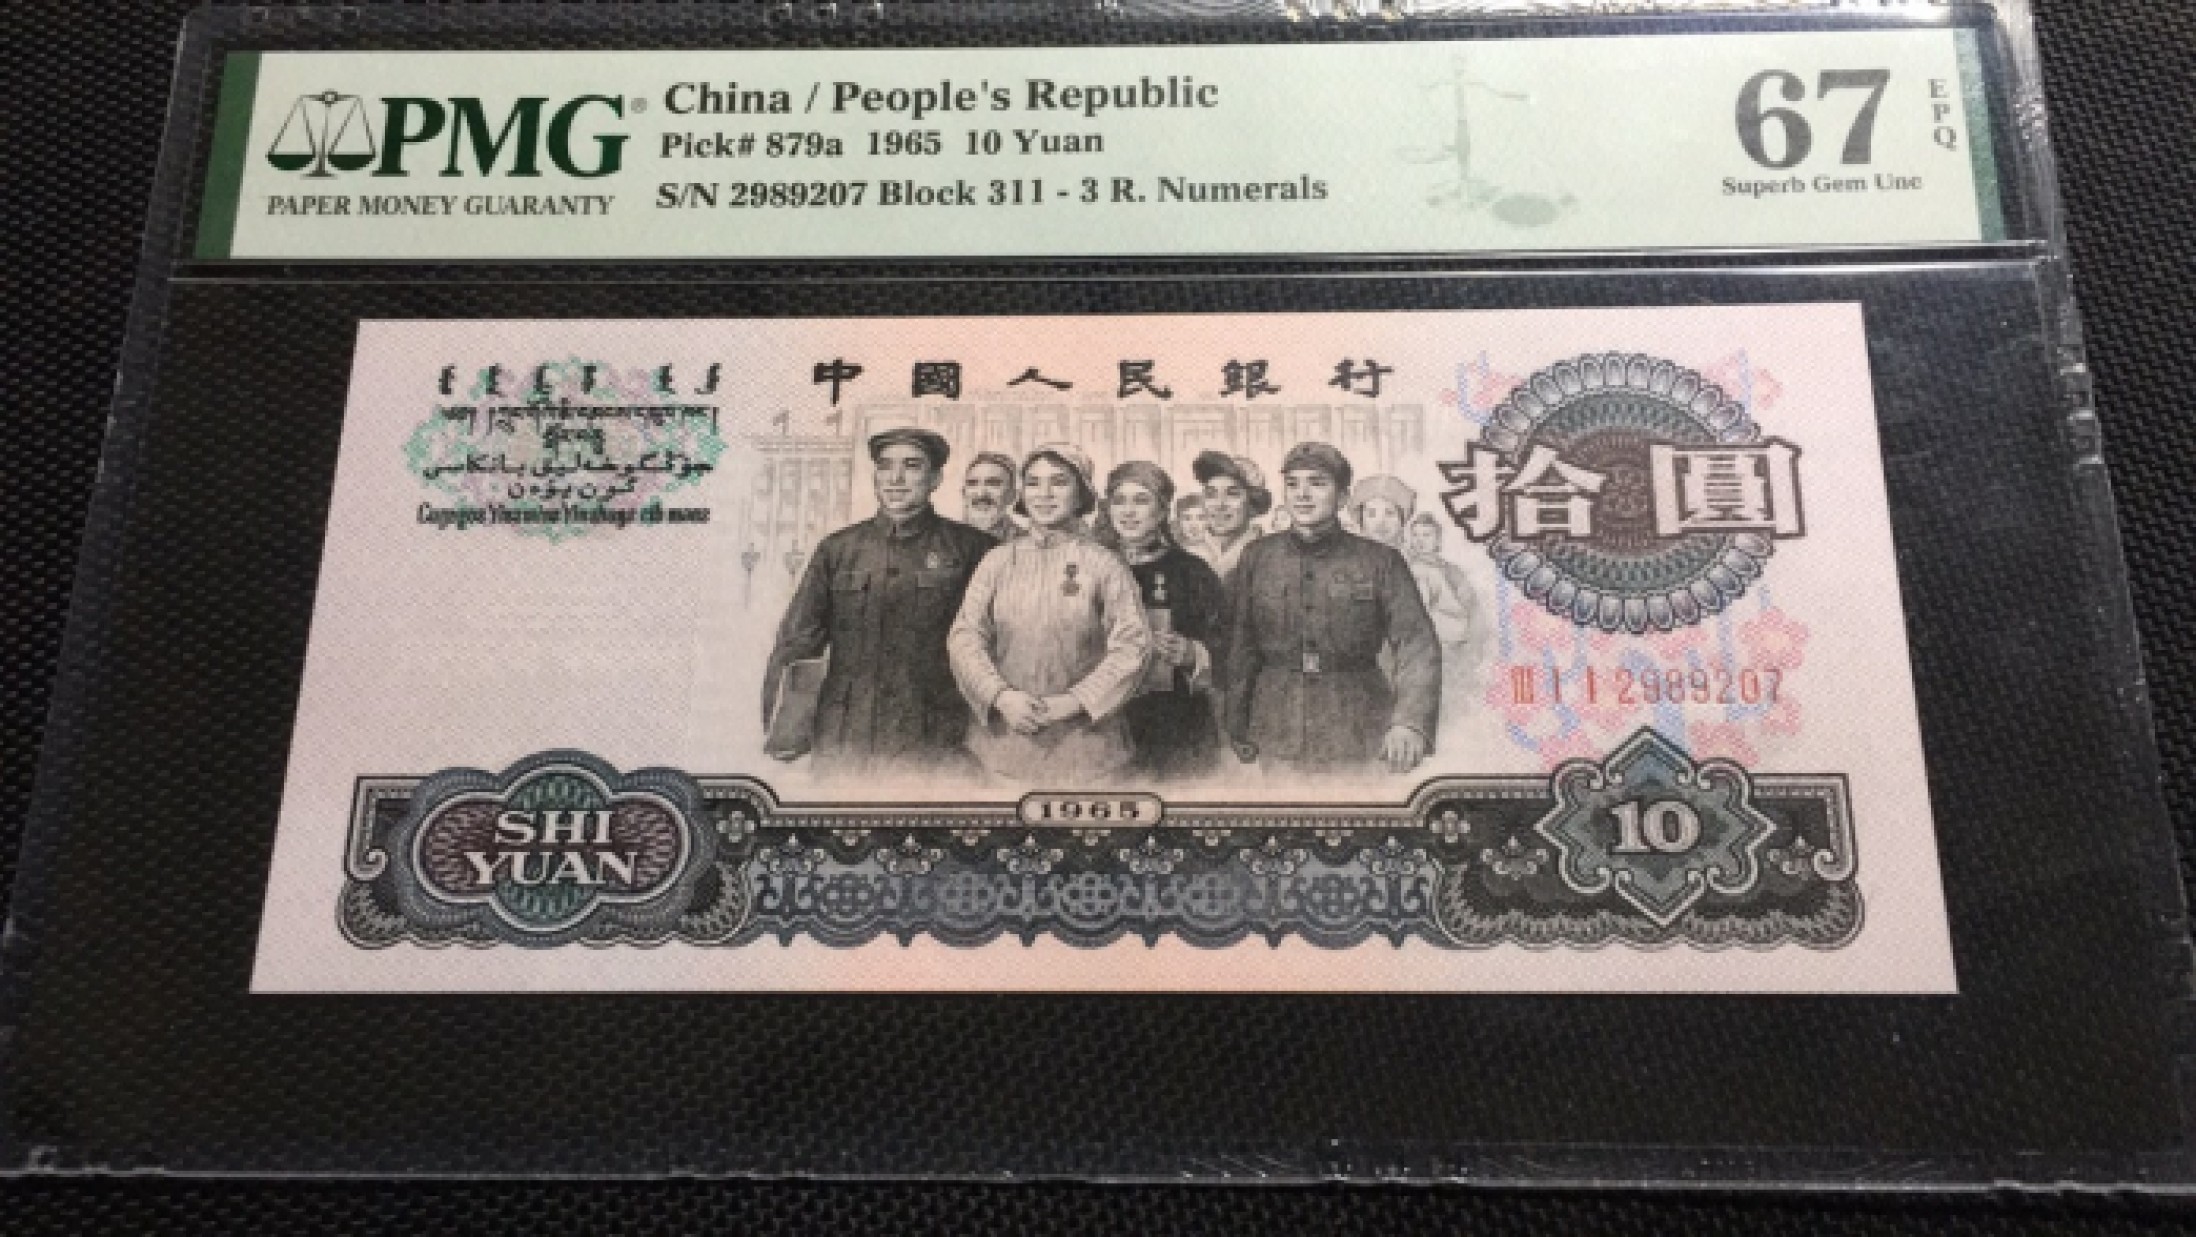 PMG®
PAPER MONEY GUARANTY
China / People's Republic
Pick# 879a 1965 10 Yuan
S/N 2989207 Block 311 - 3 R. Numerals
67
EPQ
Superb Gem Unc
中國人民銀行
拾圓
III I I 2989207
1965
SHI
YUAN
10